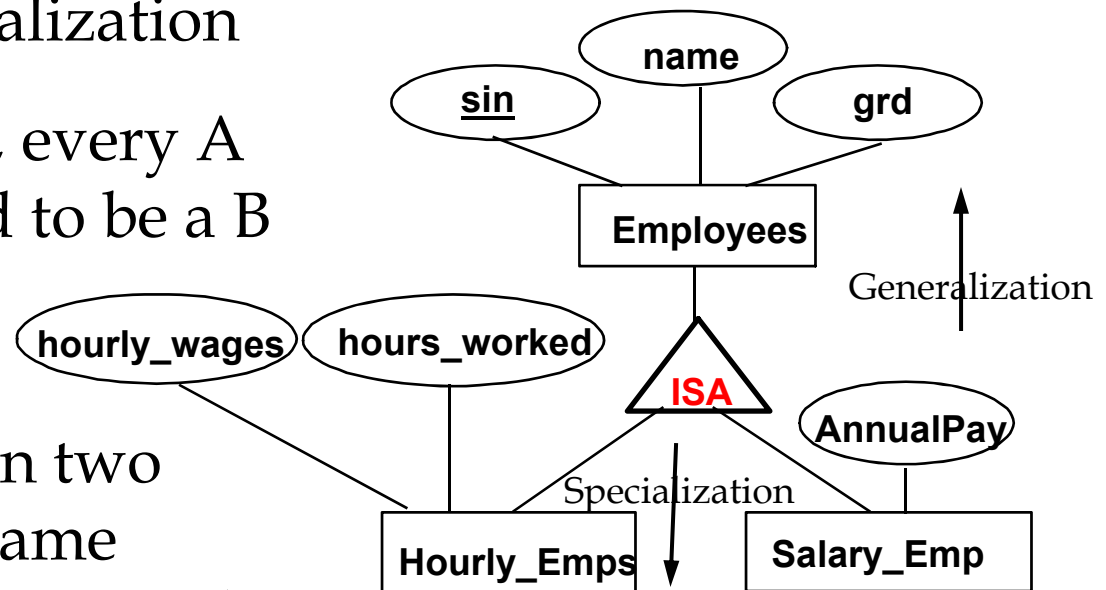 alization
every A
d to be a B
n two
ame
name
sin
grd
Employees
Generalization
hourly_wages
hours_worked
ISA
AnnualPay
Specialization
Hourly_Emps
Salary_Emp